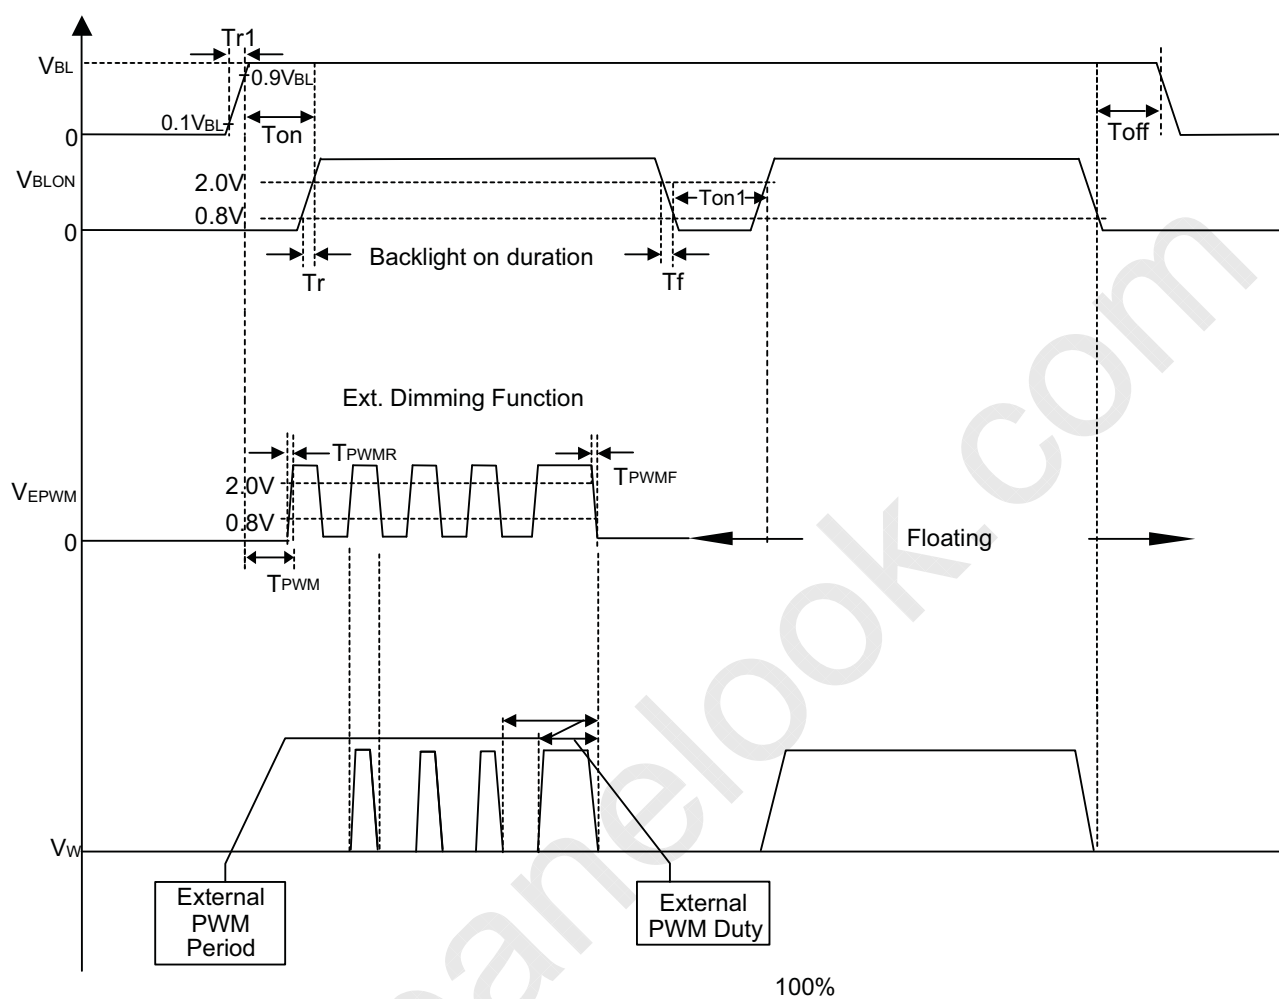 Tr1
VBL
0.9VBL
0.1VBL
Ton
Toff
0
VBLON
2.0V
Ton1
0.8V
0
Backlight on duration
Tr
Tf
Ext. Dimming Function
TPWMR
TPWMF
VEPWM
2.0V
0.8V
0
Floating
TPWM
VW
External
PWM
Period
External
PWM Duty
100%
panelook.com